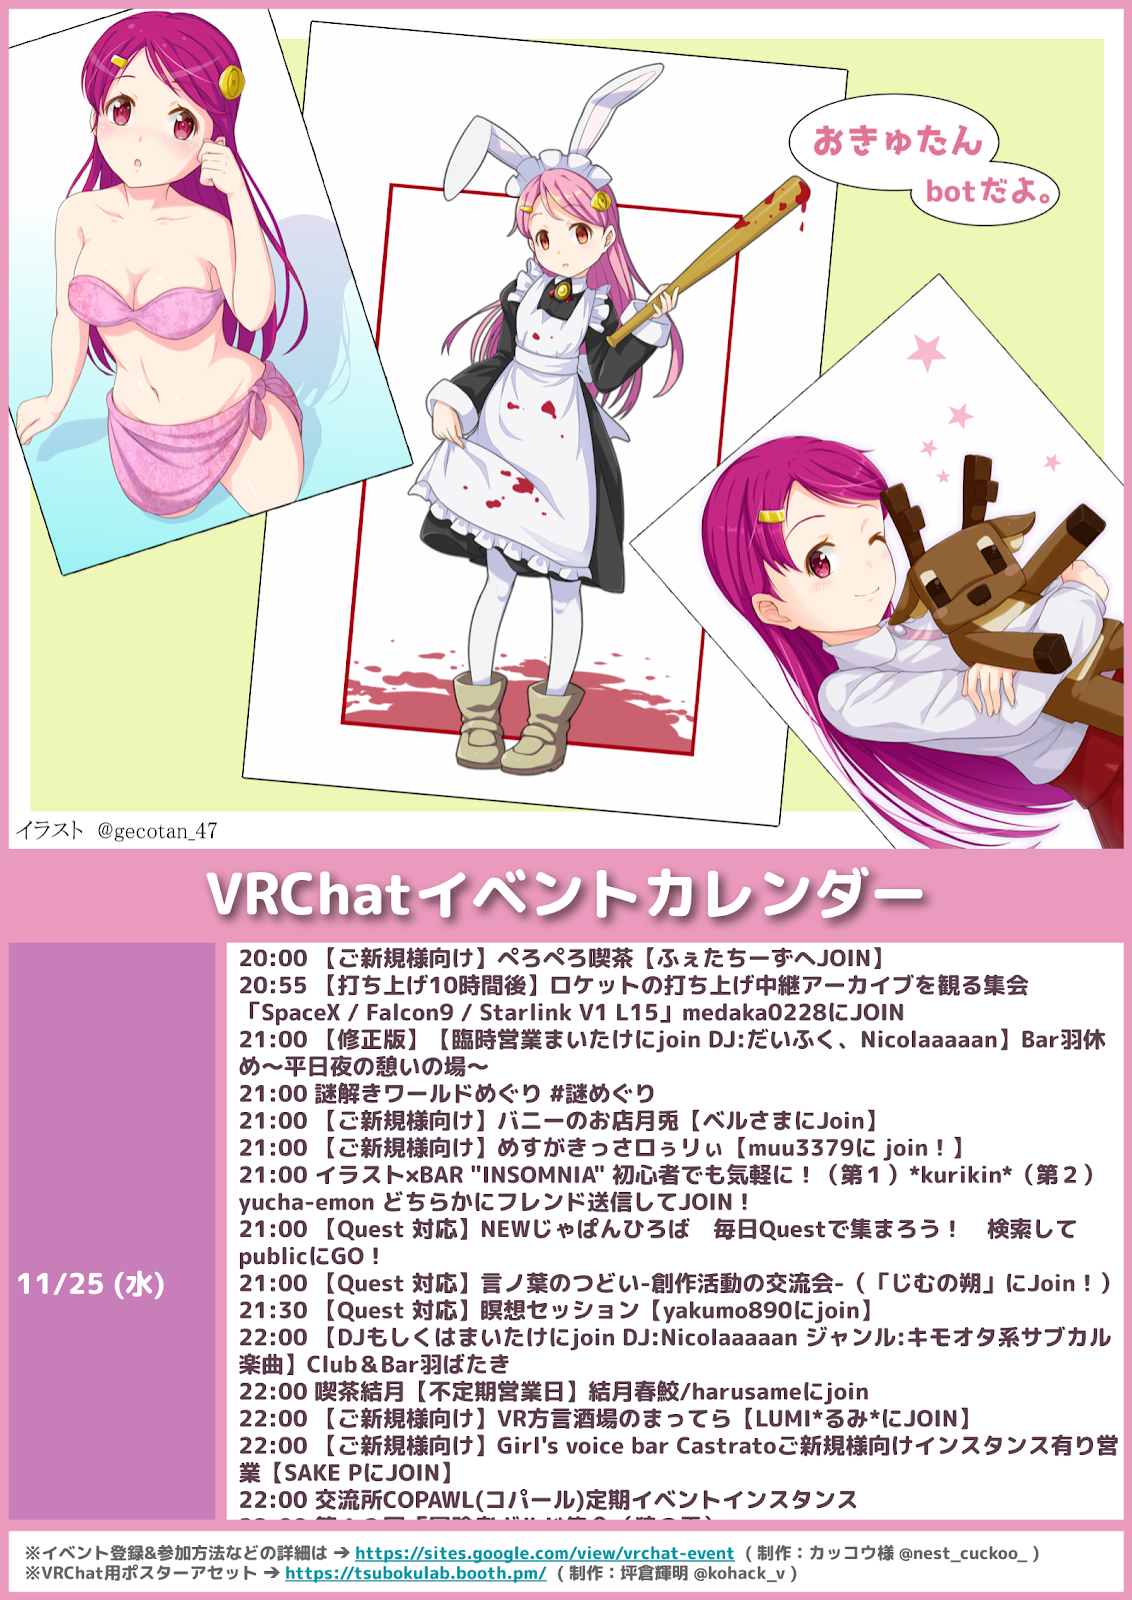 おきゅたん
botだよ。
イラスト @gecotan_47
VRChatイベントカレンダー
11/25 (水)
20:00 【ご新規様向け】ぺろぺろ喫茶【ふぇたちーずへJOIN】
20:55 【打ち上げ10時間後】ロケットの打ち上げ中継アーカイブを観る集会
「SpaceX / Falcon9 / Starlink V1 L15」medaka0228にJOIN
21:00 【修正版】【臨時営業まいたけにjoin DJ:だいふく、Nicolaaaaan】Bar羽休
め～平日夜の憩いの場～
21:00 謎解きワールドめぐり #謎めぐり
21:00 【ご新規様向け】バニーのお店月兎【ベルさまにJoin】
21:00 【ご新規様向け】めすがきっさロぅリぃ【muu3379に join！】
21:00 イラスト×BAR "INSOMNIA" 初心者でも気軽に！（第１）*kurikin*（第２）
yucha-emon どちらかにフレンド送信してJOIN！
21:00 【Quest 対応】NEWじゃぱんひろば　毎日Questで集まろう！　検索して
publicにGO！
21:00 【Quest 対応】言ノ葉のつどい-創作活動の交流会-（「じむの朔」にJoin！）
21:30 【Quest 対応】瞑想セッション【yakumo890にjoin】
22:00 【DJもしくはまいたけにjoin DJ:Nicolaaaaan ジャンル:キモオタ系サブカル
楽曲】Club＆Bar羽ばたき
22:00 喫茶結月【不定期営業日】結月春鮫/harusameにjoin
22:00 【ご新規様向け】VR方言酒場のまってら【LUMI*るみ*にJOIN】
22:00 【ご新規様向け】Girl's voice bar Castratoご新規様向けインスタンス有り営
業【SAKE PにJOIN】
22:00 交流所COPAWL(コパール)定期イベントインスタンス
※イベント登録&参加方法などの詳細は ➔ https://sites.google.com/view/vrchat-event （制作：カッコウ様 @nest_cuckoo_）
※VRChat用ポスターアセット ➔ https://tsubokulab.booth.pm/ （制作：坪倉輝明 @kohack_v）